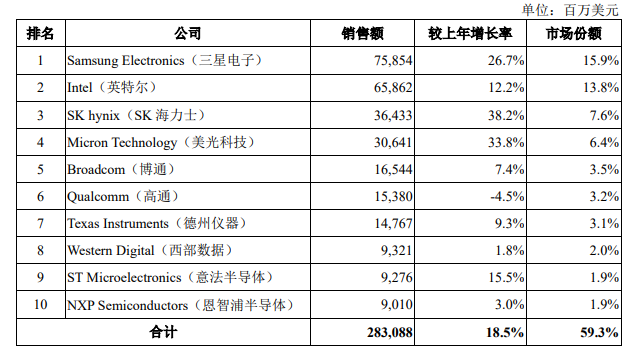 单位：百万美元
排名 公司 销售额 较上年增长率 市场份额
1 Samsung Electronics（三星电子） 75,854 26.7% 15.9%
2 Intel（英特尔） 65,862 12.2% 13.8%
3 SK hynix（SK 海力士） 36,433 38.2% 7.6%
4 Micron Technology（美光科技） 30,641 33.8% 6.4%
5 Broadcom（博通） 16,544 7.4% 3.5%
6 Qualcomm（高通） 15,380 -4.5% 3.2%
7 Texas Instruments（德州仪器） 14,767 9.3% 3.1%
8 Western Digital（西部数据） 9,321 1.8% 2.0%
9 ST Microelectronics（意法半导体） 9,276 15.5% 1.9%
10 NXP Semiconductors（恩智浦半导体） 9,010 3.0% 1.9%
合计 283,088 18.5% 59.3%